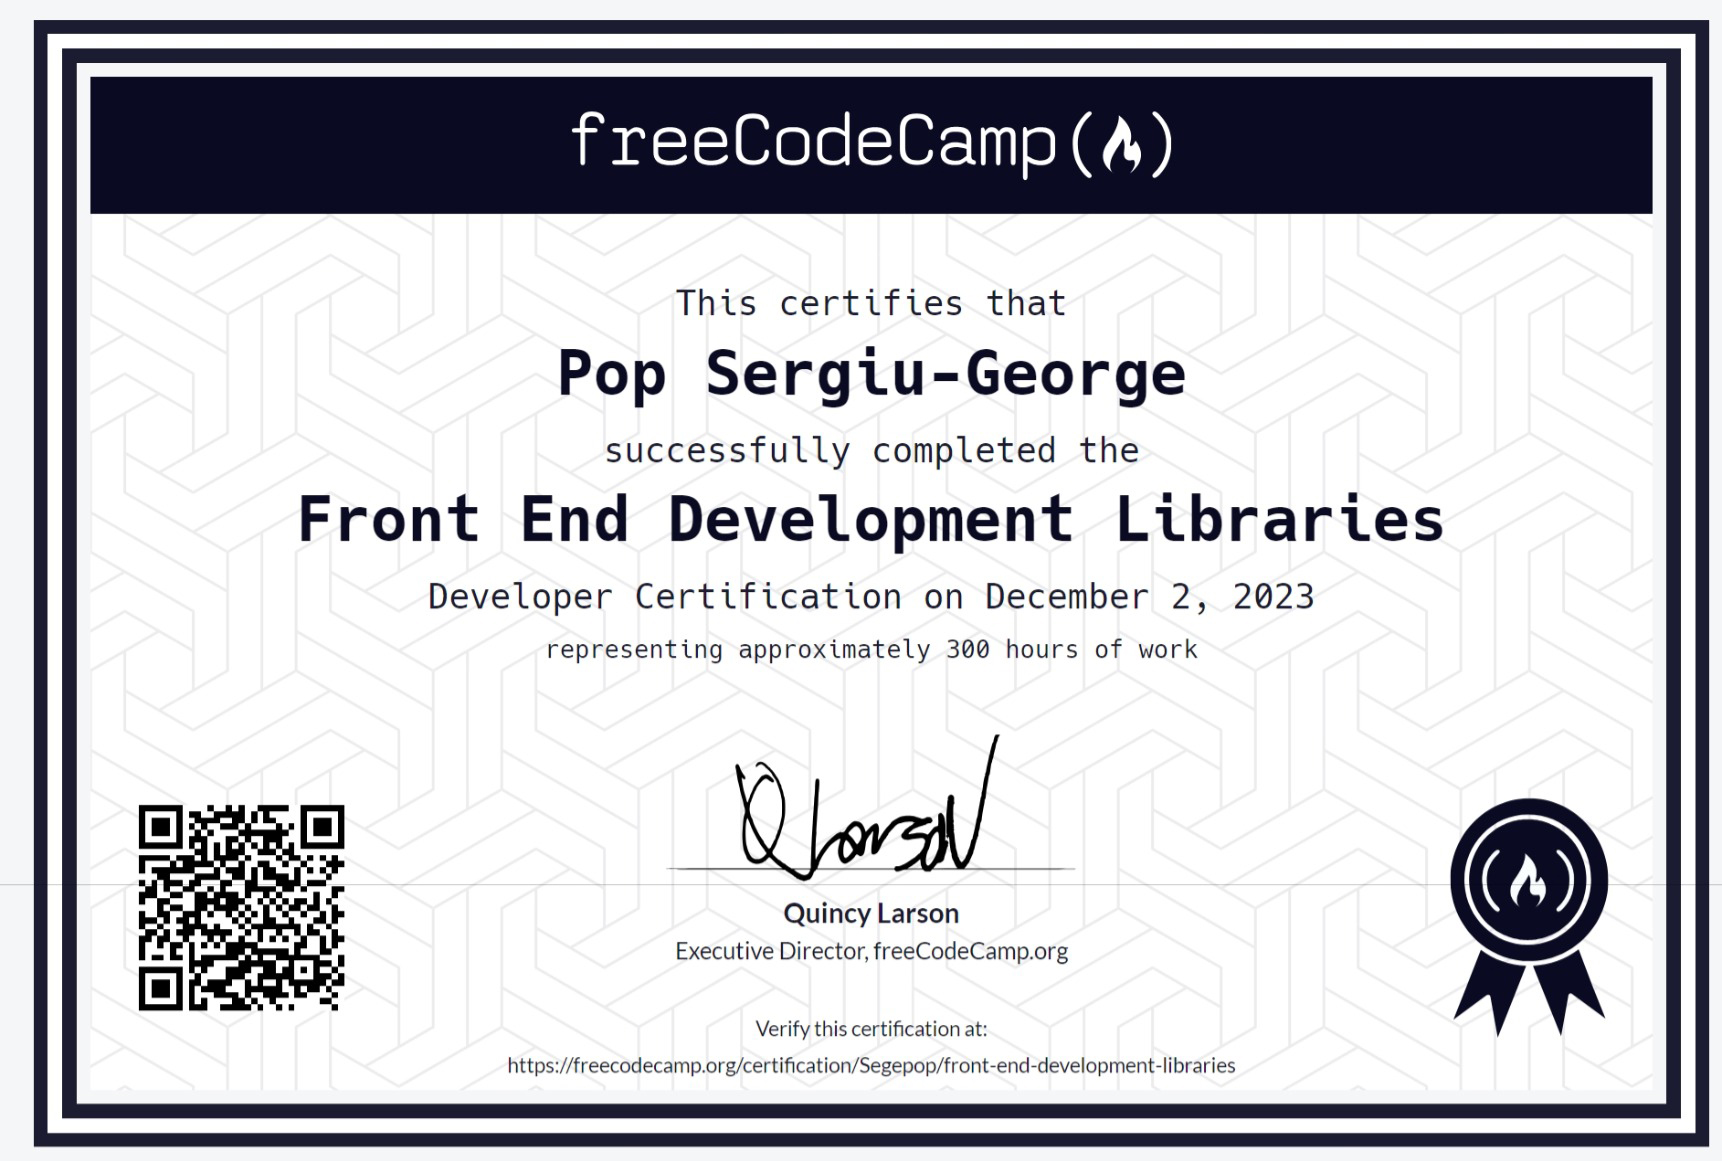 freeCodeCamp(🔥)
This certifies that
Pop Sergiu-George
successfully completed the
Front End Development Libraries
Developer Certification on December 2, 2023
representing approximately 300 hours of work
QLarson
Quincy Larson
Executive Director, freeCodeCamp.org
Verify this certification at:
https://freecodecamp.org/certification/Segepop/front-end-development-libraries